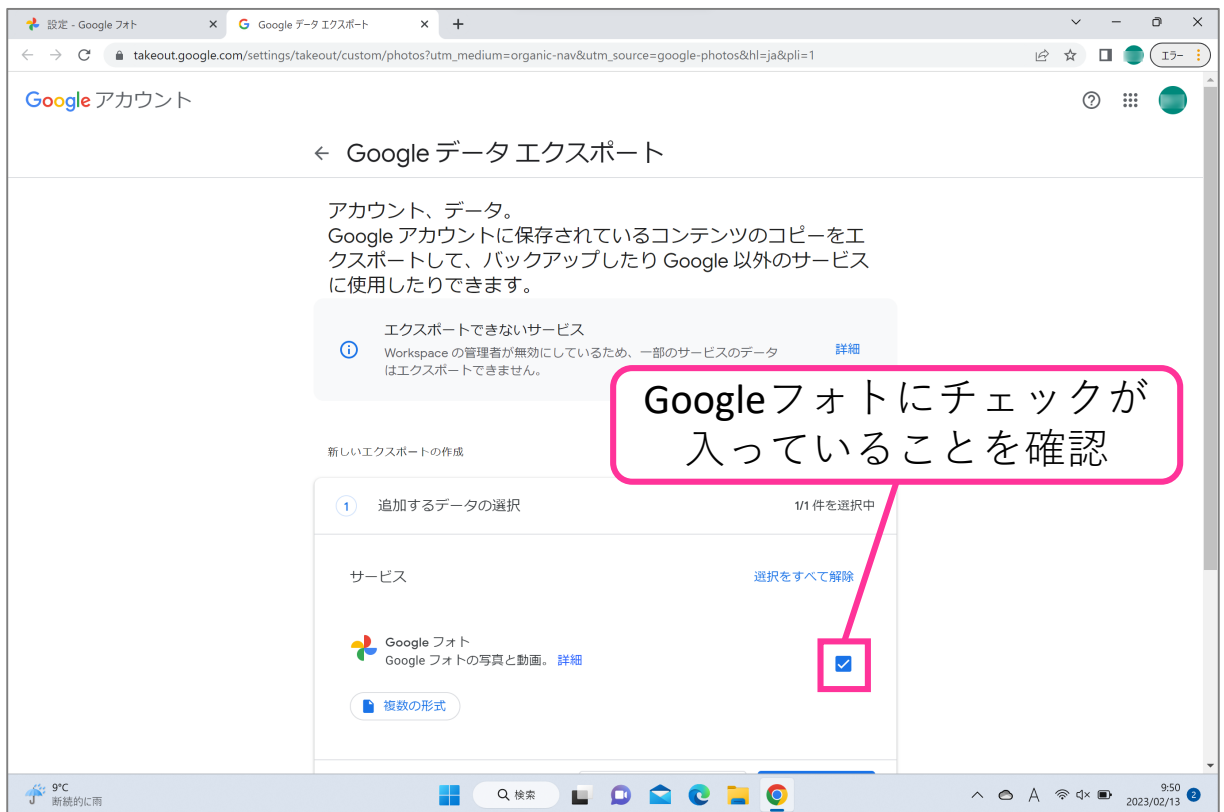 設定 - Google フォト
Google データ エクスポート
takeout.google.com/settings/takeout/custom/photos?utm_medium=organic-nav&utm_source=google-photos&hl=ja&pli=1
エラー
Google アカウント
Google データ エクスポート
アカウント、データ。
Google アカウントに保存されているコンテンツのコピーをエ
クスポートして、バックアップしたり Google 以外のサービス
に使用したりできます。
エクスポートできないサービス
Workspace の管理者が無効にしているため、一部のサービスのデータ
はエクスポートできません。
詳細
Googleフォトにチェックが
入っていることを確認
新しいエクスポートの作成
1 追加するデータの選択
1/1 件を選択中
サービス
選択をすべて解除
Google フォト
Google フォトの写真と動画。 詳細
複数の形式
9°C
断続的に雨
検索
A
9:50
2023/02/13
2